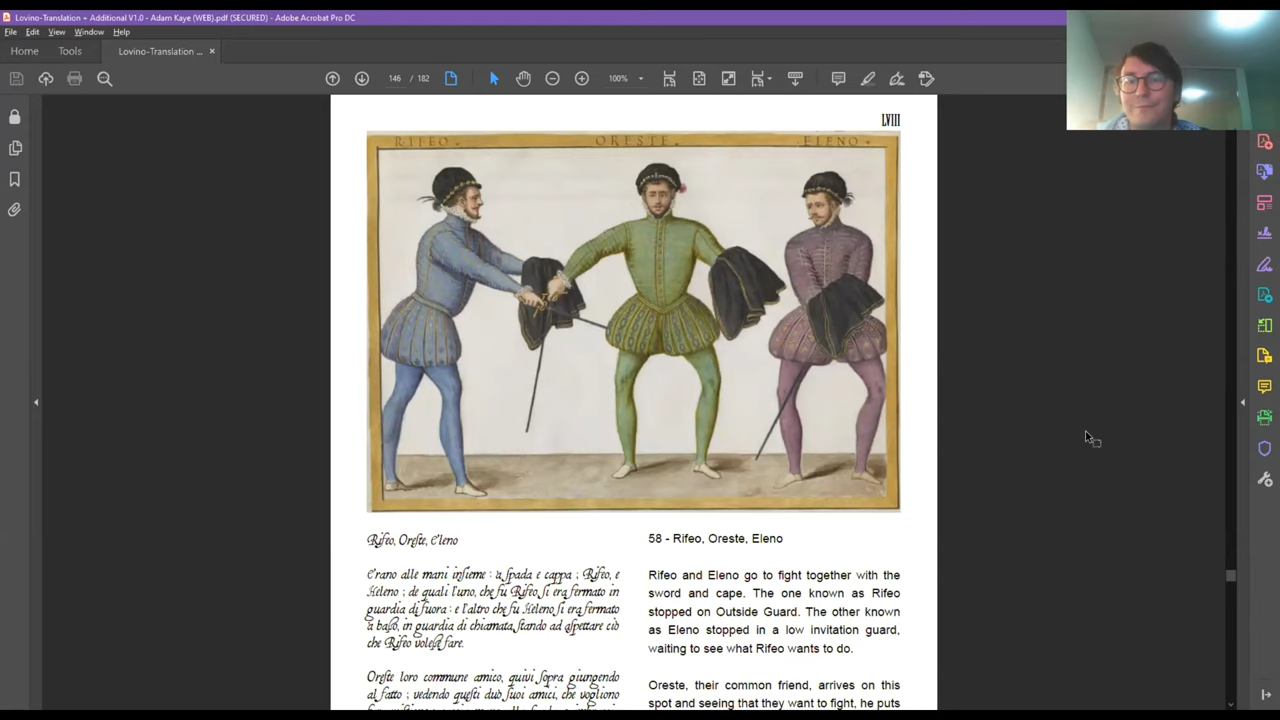 Lovino-Translation + Additional V1.0 - Adam Kaye (WEB).pdf (SECURED) - Adobe Acrobat Pro DC
File Edit View Window Help
Home Tools Lovino-Translation ... ×
146 / 182 100%
LVIII
RIFEO. ORESTE. ELENO.
Rifeo, Oreste, Eleno
Erano alle mani insieme : à spada e cappa ; Rifeo, e
Heleno ; de quali l'uno, che fù Rifeo, si era fermato in
guardia di fuora : e l'altro che fù Heleno, si era fermato
à basso, in guardia di chiamata, stando ad aspettare ciò
che Rifeo volesse fare.
Oreste loro commune amico, quivi sopra giungendo
al fatto ; vedendo questi duò suoi amici, che vogliono
58 - Rifeo, Oreste, Eleno
Rifeo and Eleno go to fight together with the
sword and cape. The one known as Rifeo
stopped on Outside Guard. The other known
as Eleno stopped in a low invitation guard,
waiting to see what Rifeo wants to do.
Oreste, their common friend, arrives on this
spot and seeing that they want to fight, he puts